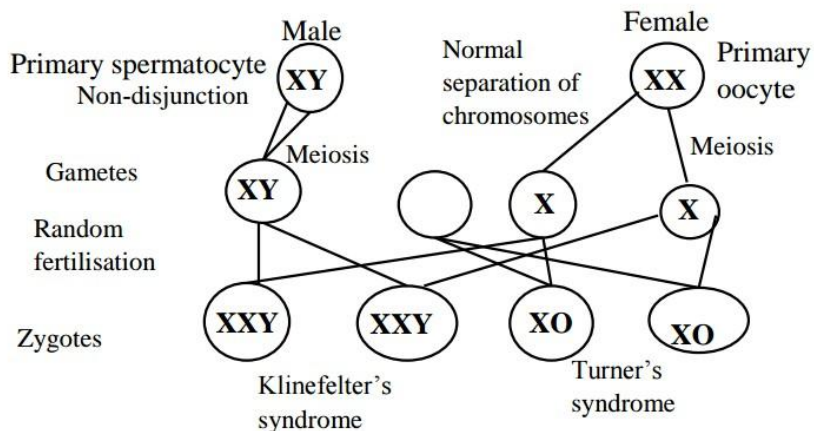 Male
Female
Primary spermatocyte
Non-disjunction
XY
Normal
separation of
chromosomes
XX
Primary
oocyte
Meiosis
Meiosis
Gametes
XY
X
X
Random
fertilisation
Zygotes
XXY
XXY
XO
XO
Klinefelter's
syndrome
Turner's
syndrome